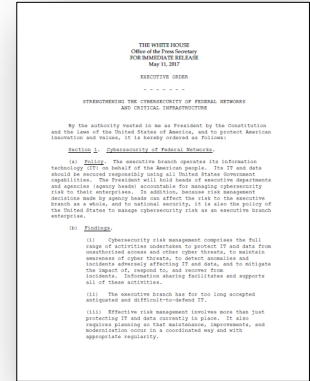 THE WHITE HOUSE
Office of the Press Secretary
FOR IMMEDIATE RELEASE
May 11, 2017
EXECUTIVE ORDER
- - - - - - -
STRENGTHENING THE CYBERSECURITY OF FEDERAL NETWORKS
AND CRITICAL INFRASTRUCTURE
By the authority vested in me as President by the Constitution
and the laws of the United States of America, and to protect American
innovation and values, it is hereby ordered as follows:
Section 1. Cybersecurity of Federal Networks.
(a) Policy. The executive branch operates its information
technology (IT) on behalf of the American people. Its IT and data
should be secured responsibly using all United States Government
capabilities. The President will hold heads of executive departments
and agencies (agency heads) accountable for managing cybersecurity
risk to their enterprises. In addition, because risk management
decisions made by agency heads can affect the risk to the executive
branch as a whole, and to national security, it is also the policy of
the United States to manage cybersecurity risk as an executive branch
enterprise.
(b) Findings.
(i) Cybersecurity risk management comprises the full
range of activities undertaken to protect IT and data from
unauthorized access and other cyber threats, to maintain
awareness of cyber threats, to detect anomalies and
incidents adversely affecting IT and data, and to mitigate
the impact of, respond to, and recover from
incidents. Information sharing facilitates and supports
all of these activities.
(ii) The executive branch has for too long accepted
antiquated and difficult-to-defend IT.
(iii) Effective risk management involves more than just
protecting IT and data currently in place. It also
requires planning so that maintenance, improvements, and
modernization occur in a coordinated way and with
appropriate regularity.